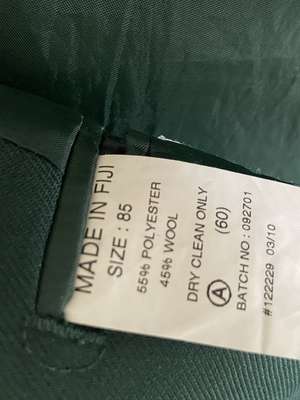 MADE IN FIJI
SIZE : 85
55% POLYESTER
45% WOOL
DRY CLEAN ONLY
(60)
A
BATCH NO : 092701
#122229 03/10